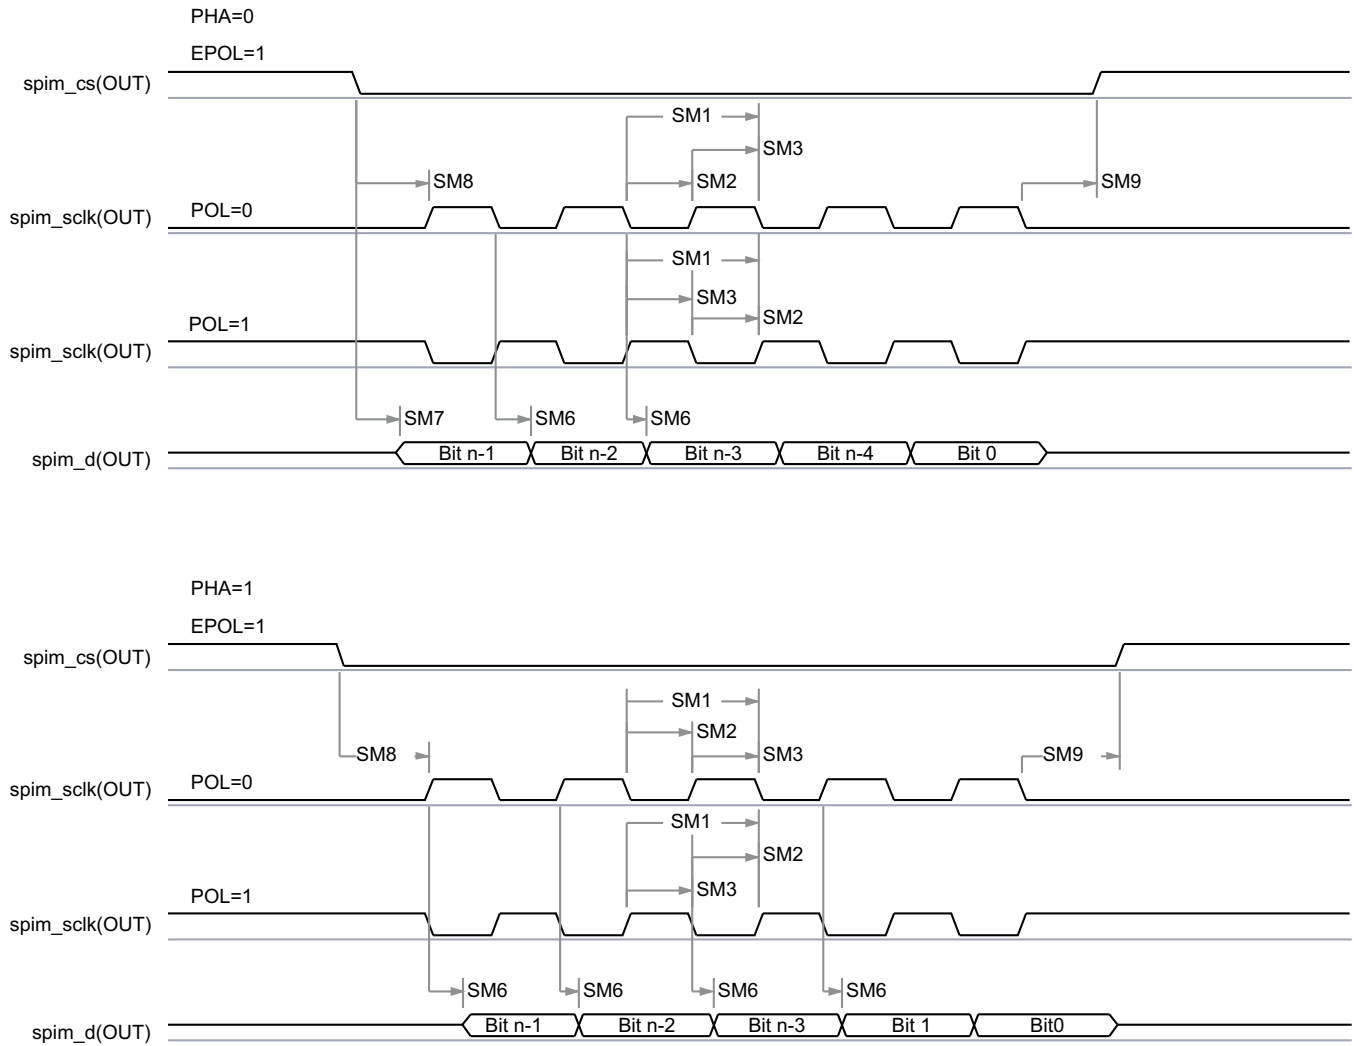 PHA=0
EPOL=1
spim_cs(OUT)
SM1
SM3
SM8
SM2
SM9
POL=0
spim_sclk(OUT)
SM1
SM3
SM2
POL=1
spim_sclk(OUT)
SM7
SM6
SM6
spim_d(OUT)
Bit n-1
Bit n-2
Bit n-3
Bit n-4
Bit 0
PHA=1
EPOL=1
spim_cs(OUT)
SM1
SM2
SM8
SM3
SM9
POL=0
spim_sclk(OUT)
SM1
SM2
SM3
POL=1
spim_sclk(OUT)
SM6
SM6
SM6
SM6
spim_d(OUT)
Bit n-1
Bit n-2
Bit n-3
Bit 1
Bit0